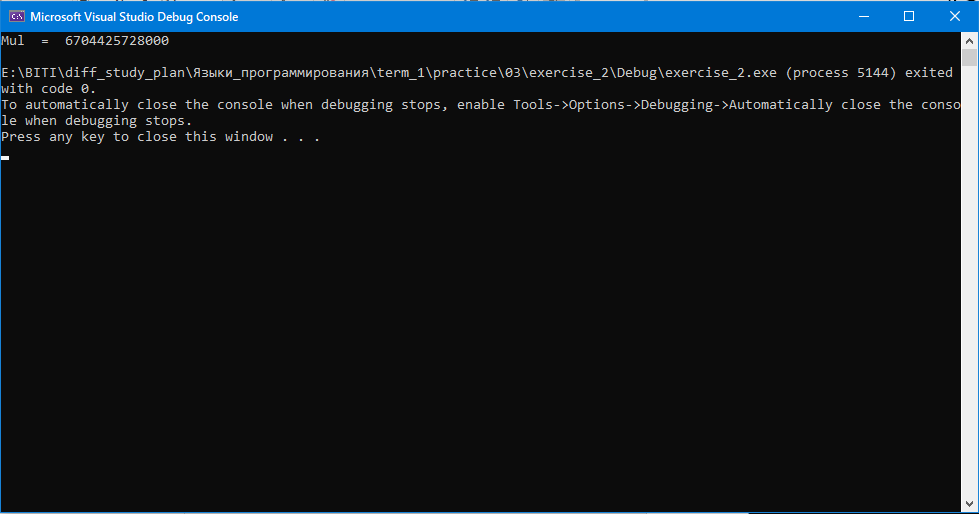 Microsoft Visual Studio Debug Console
Mul  =  6704425728000
E:\BITI\diff_study_plan\Языки_программирования\term_1\practice\03\exercise_2\Debug\exercise_2.exe (process 5144) exited
with code 0.
To automatically close the console when debugging stops, enable Tools->Options->Debugging->Automatically close the conso
le when debugging stops.
Press any key to close this window . . .